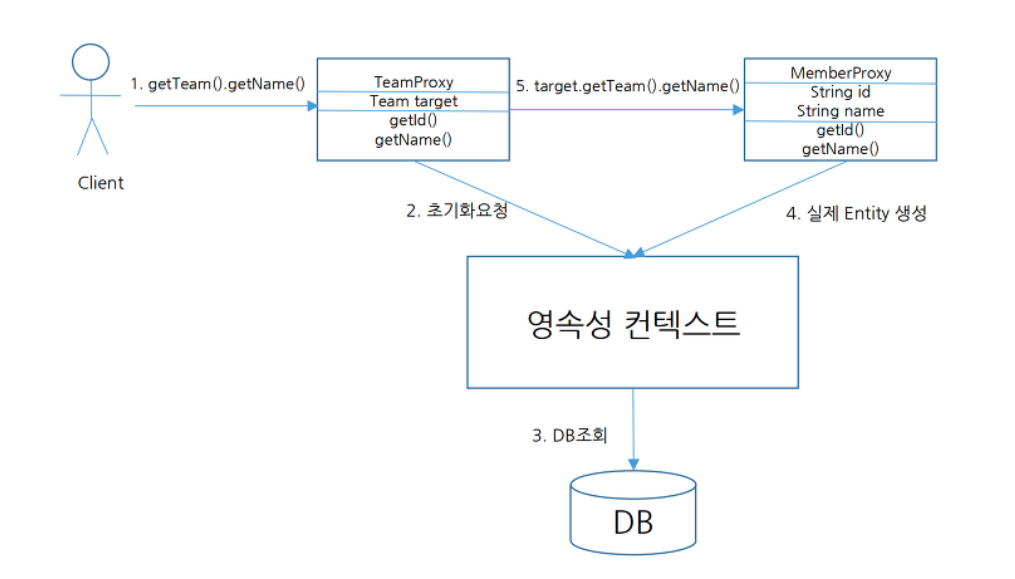 1. getTeam().getName()
TeamProxy
Team target
getId()
getName()
5. target.getTeam().getName()
MemberProxy
String id
String name
getId()
getName()
Client
2. 초기화요청
4. 실제 Entity 생성
영속성 컨텍스트
3. DB조회
DB